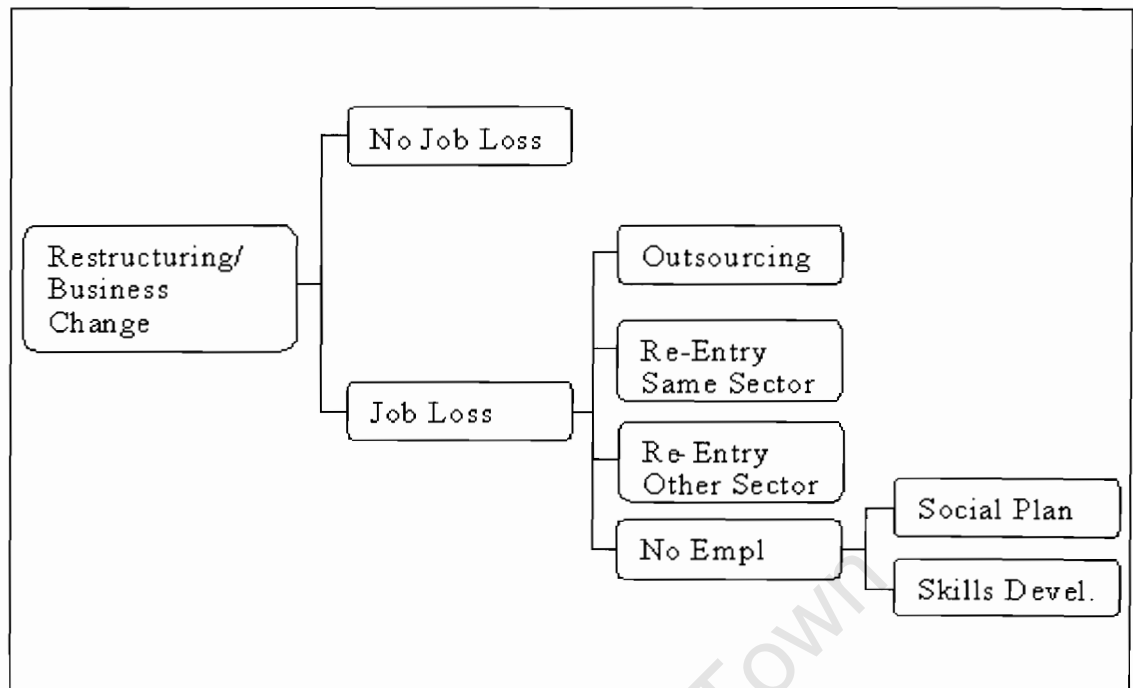 No Job Loss
Restructuring/
Business
Change
Outsourcing
Re-Entry
Same Sector
Job Loss
Re-Entry
Other Sector
No Empl
Social Plan
Skills Devel.
Town